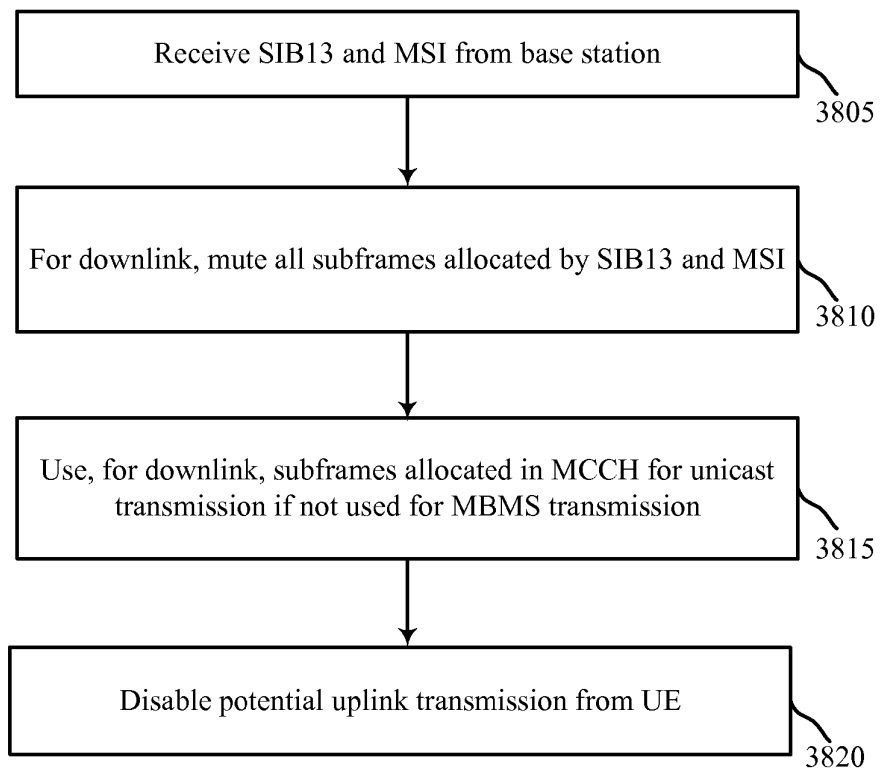 Receive SIB13 and MSI from base station
3805
For downlink, mute all subframes allocated by SIB13 and MSI
3810
Use, for downlink, subframes allocated in MCCH for unicast
transmission if not used for MBMS transmission
3815
Disable potential uplink transmission from UE
3820